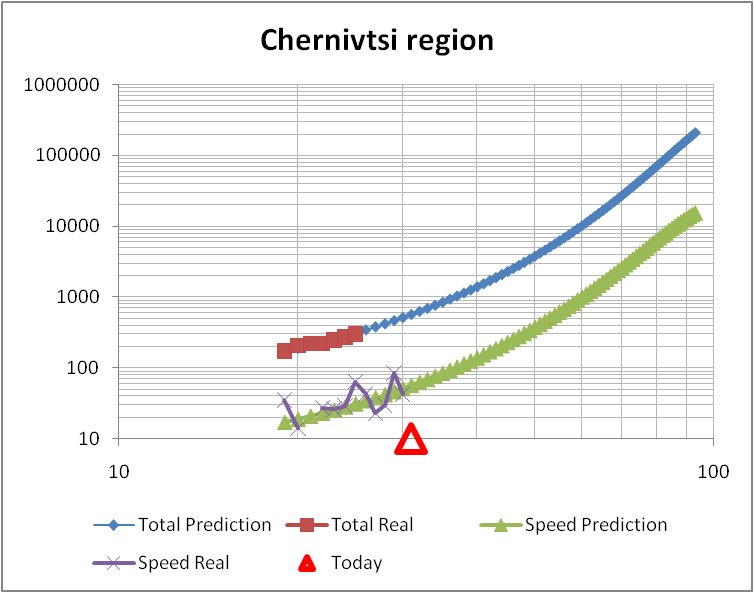 Chernivtsi region
1000000
100000
10000
1000
100
10
10 100
Total Prediction Total Real Speed Prediction
Speed Real Today